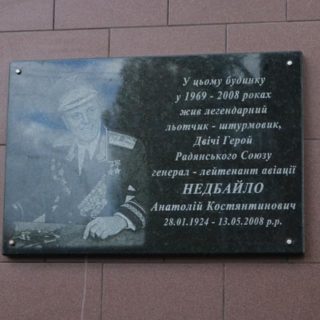 У цьому будинку
у 1969 - 2008 роках
жив легендарний
льотчик - штурмовик,
Двічі Герой
Радянського Союзу
генерал - лейтенант авіації
НЕДБАЙЛО
Анатолій Костянтинович
28.01.1924 - 13.05.2008 р.р.